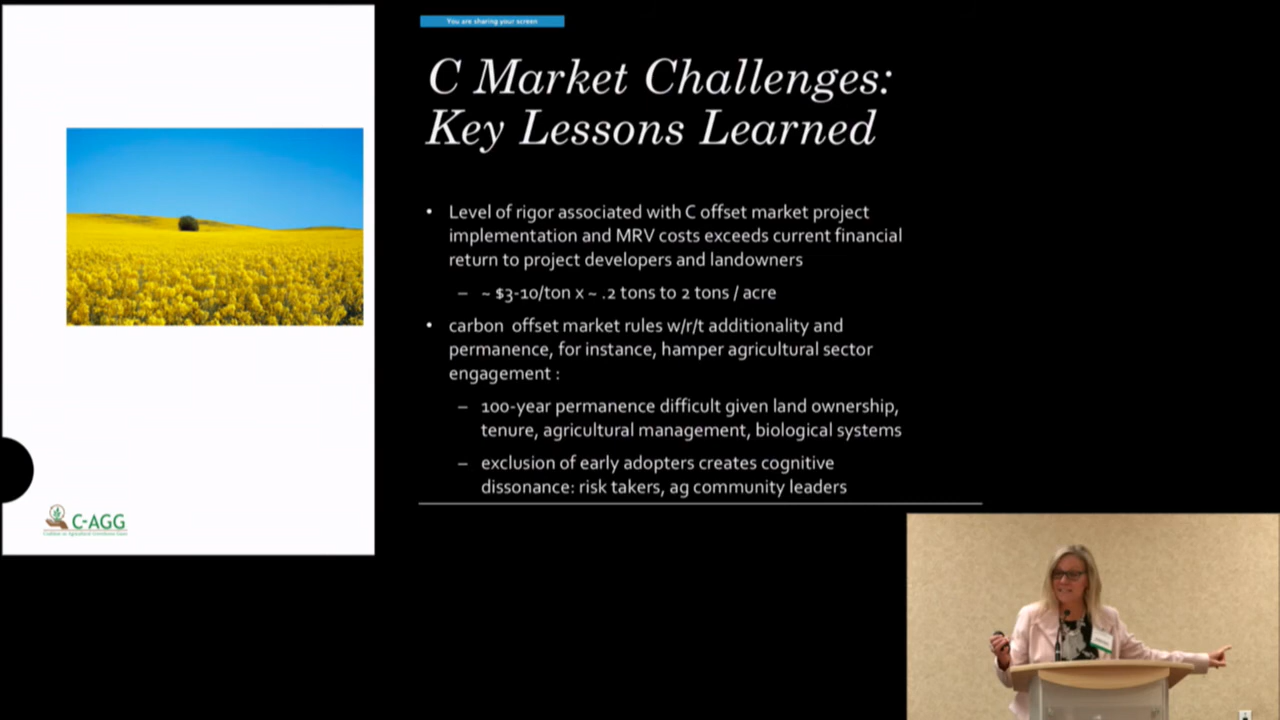 You are sharing your screen
C Market Challenges:
Key Lessons Learned
• Level of rigor associated with C offset market project
implementation and MRV costs exceeds current financial
return to project developers and landowners
– ~ $3-10/ton x ~ .2 tons to 2 tons / acre
• carbon offset market rules w/r/t additionality and
permanence, for instance, hamper agricultural sector
engagement :
– 100-year permanence difficult given land ownership,
tenure, agricultural management, biological systems
– exclusion of early adopters creates cognitive
dissonance: risk takers, ag community leaders
C-AGG
Coalition on Agricultural Greenhouse Gases